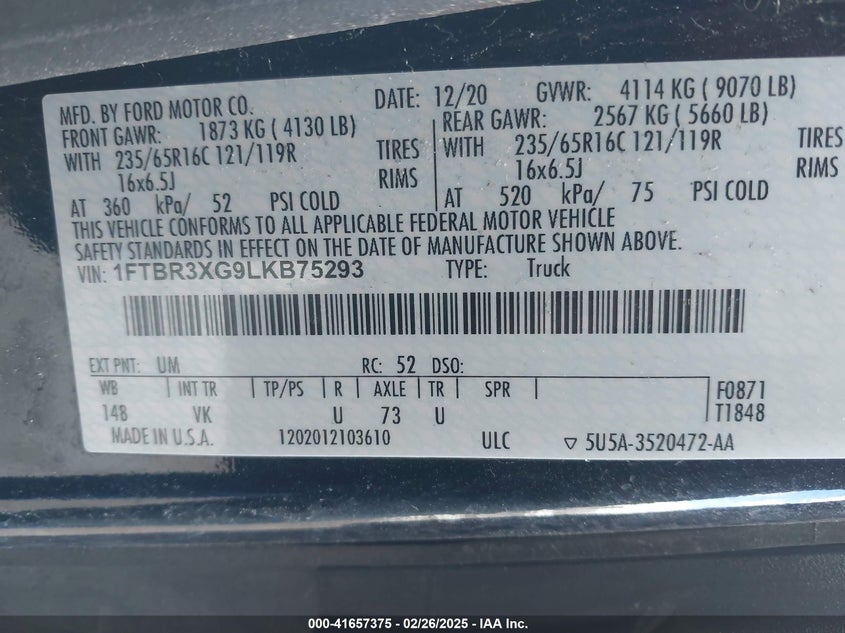 MFD. BY FORD MOTOR CO. DATE: 12/20 GVWR: 4114 KG ( 9070 LB)
FRONT GAWR: 1873 KG ( 4130 LB) REAR GAWR: 2567 KG ( 5660 LB)
WITH 235/65R16C 121/119R TIRES WITH 235/65R16C 121/119R TIRES
16x6.5J RIMS 16x6.5J RIMS
AT 360 kPa/ 52 PSI COLD AT 520 kPa/ 75 PSI COLD
THIS VEHICLE CONFORMS TO ALL APPLICABLE FEDERAL MOTOR VEHICLE
SAFETY STANDARDS IN EFFECT ON THE DATE OF MANUFACTURE SHOWN ABOVE.
VIN: 1FTBR3XG9LKB75293 TYPE: Truck
EXT PNT: UM RC: 52 DSO:
WB INT TR TP/PS R AXLE TR SPR F0871
148 VK U 73 U T1848
MADE IN U.S.A. 1202012103610 ULC ▽ 5U5A-3520472-AA
000-41657375 - 02/26/2025 - IAA Inc.